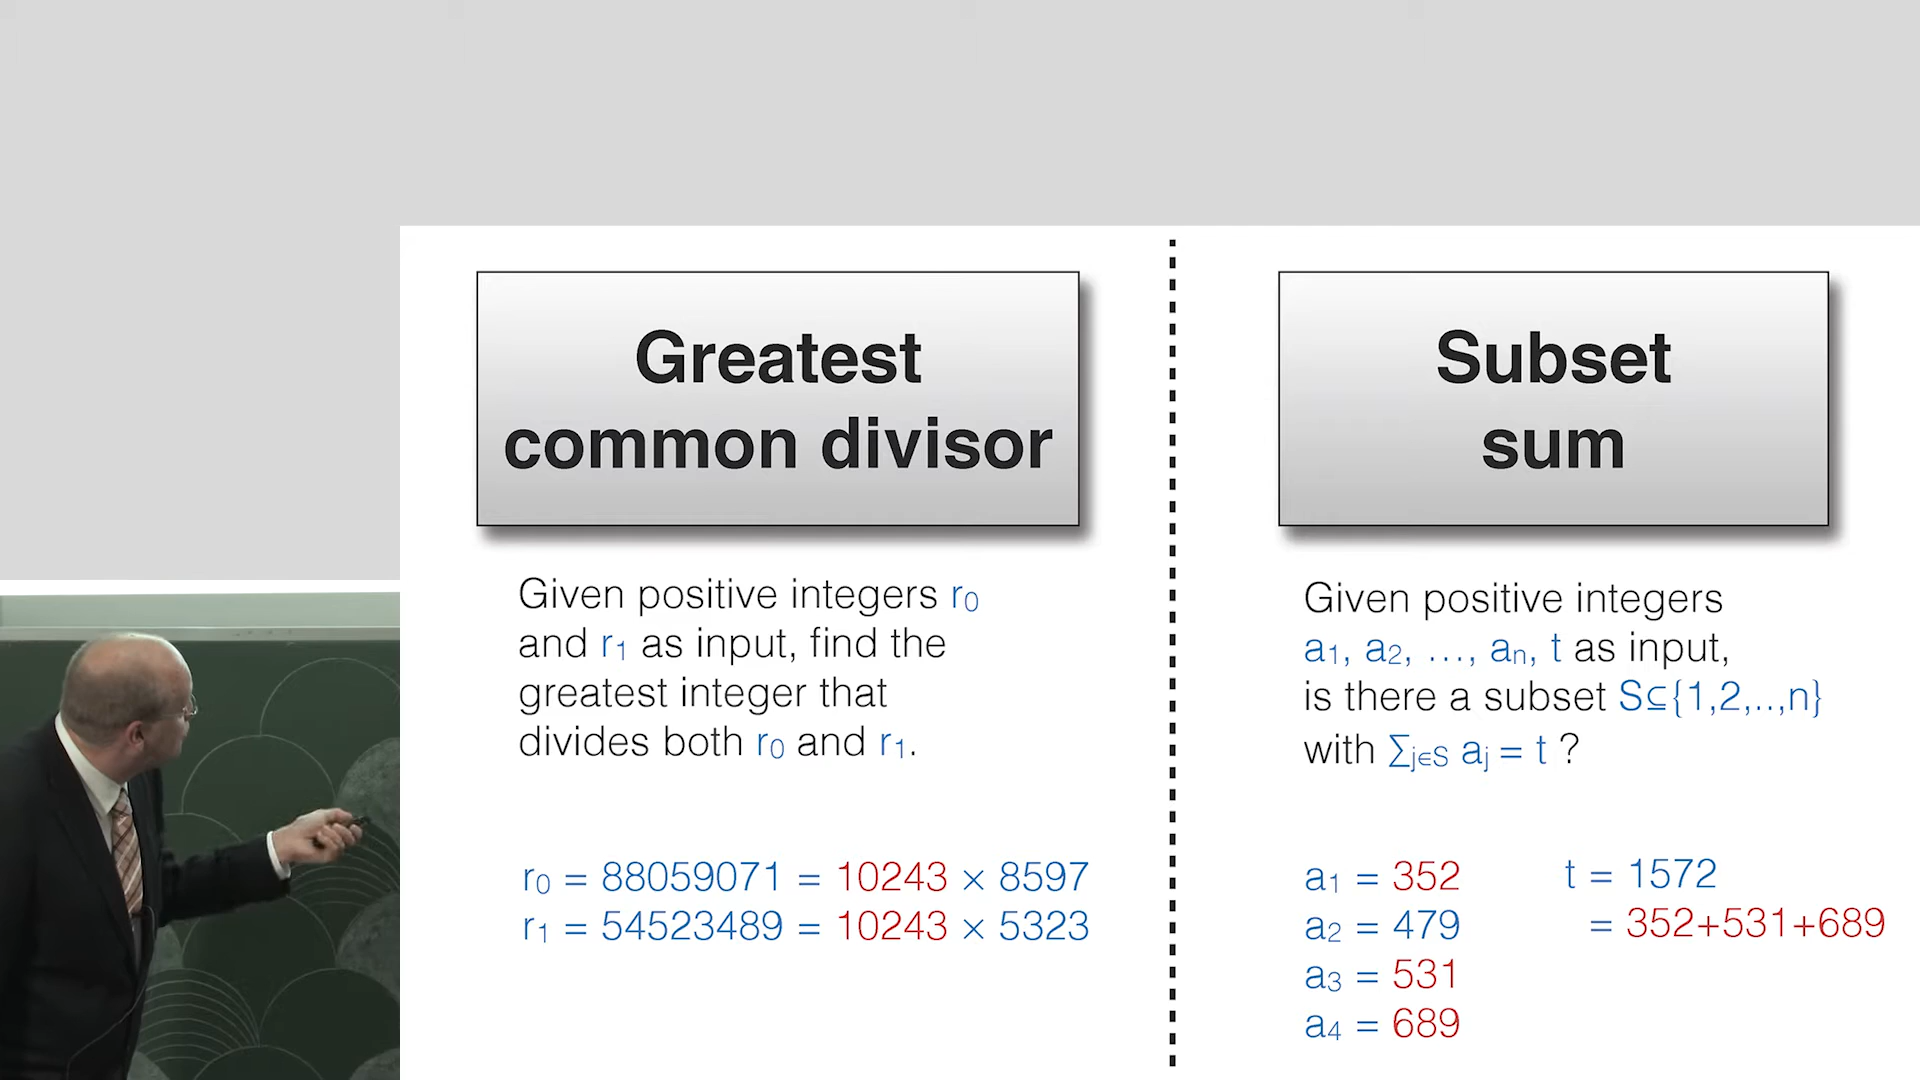 Greatest
common divisor
Given positive integers r₀
and r₁ as input, find the
greatest integer that
divides both r₀ and r₁.
r₀ = 88059071 = 10243 × 8597
r₁ = 54523489 = 10243 × 5323
Subset
sum
Given positive integers
a₁, a₂, …, aₙ, t as input,
is there a subset S⊆{1,2,..,n}
with ∑j∈S aj = t ?
a₁ = 352
a₂ = 479
a₃ = 531
a₄ = 689
t = 1572
= 352+531+689